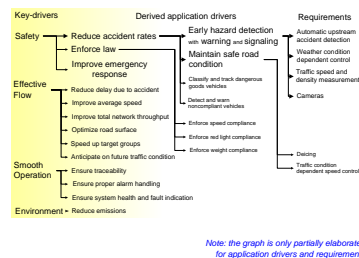 Key-drivers
Derived application drivers
Requirements
Safety
Reduce accident rates
Enforce law
Improve emergency
response
Early hazard detection
with warning and signaling
Maintain safe road
condition
Classify and track dangerous
goods vehicles
Detect and warn
noncompliant vehicles
Enforce speed compliance
Enforce red light compliance
Enforce weight compliance
Automatic upstream
accident detection
Weather condition
dependent control
Traffic speed and
density measurement
Cameras
Deicing
Traffic condition
dependent speed control
Effective
Flow
Reduce delay due to accident
Improve average speed
Improve total network throughput
Optimize road surface
Speed up target groups
Anticipate on future traffic condition
Smooth
Operation
Ensure traceability
Ensure proper alarm handling
Ensure system health and fault indication
Environment
Reduce emissions
Note: the graph is only partially elaborate
for application drivers and requiremen